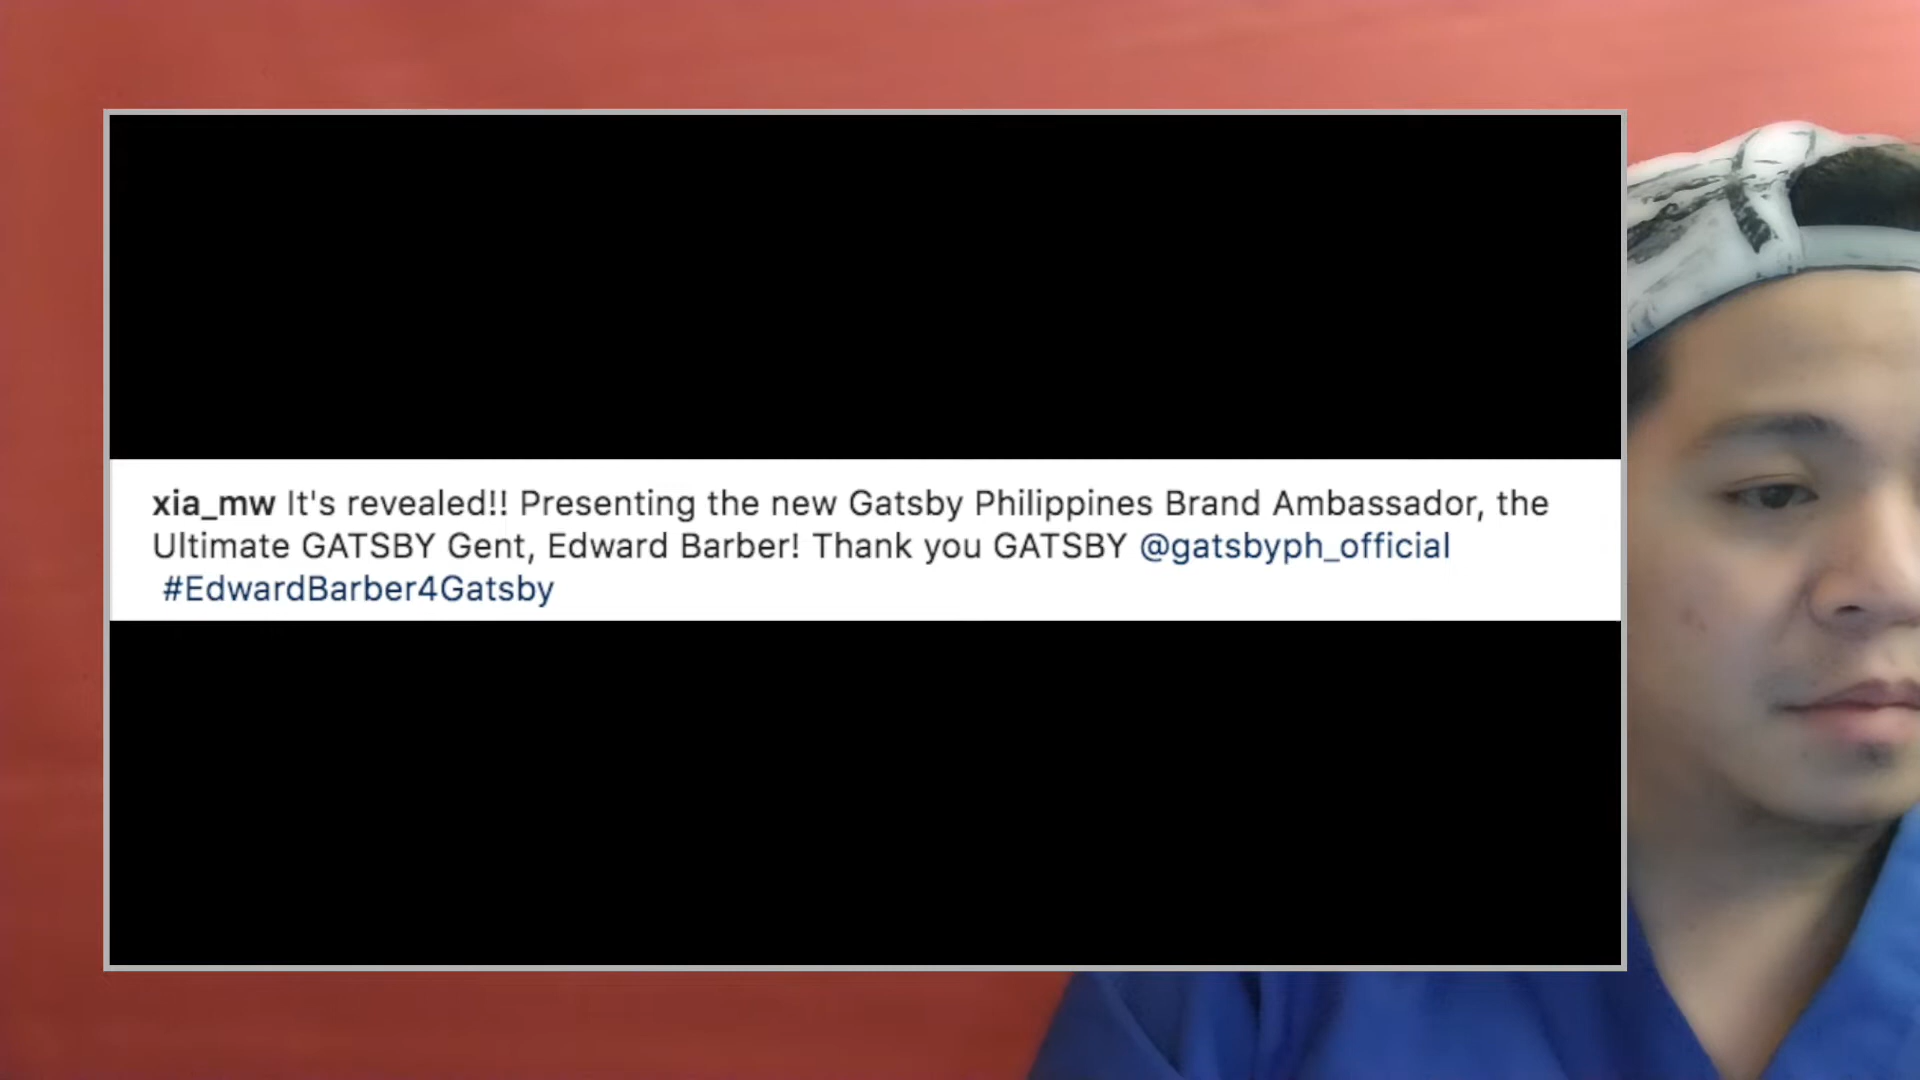 xia_mw It's revealed!! Presenting the new Gatsby Philippines Brand Ambassador, the
Ultimate GATSBY Gent, Edward Barber! Thank you GATSBY @gatsbyph_official
#EdwardBarber4Gatsby